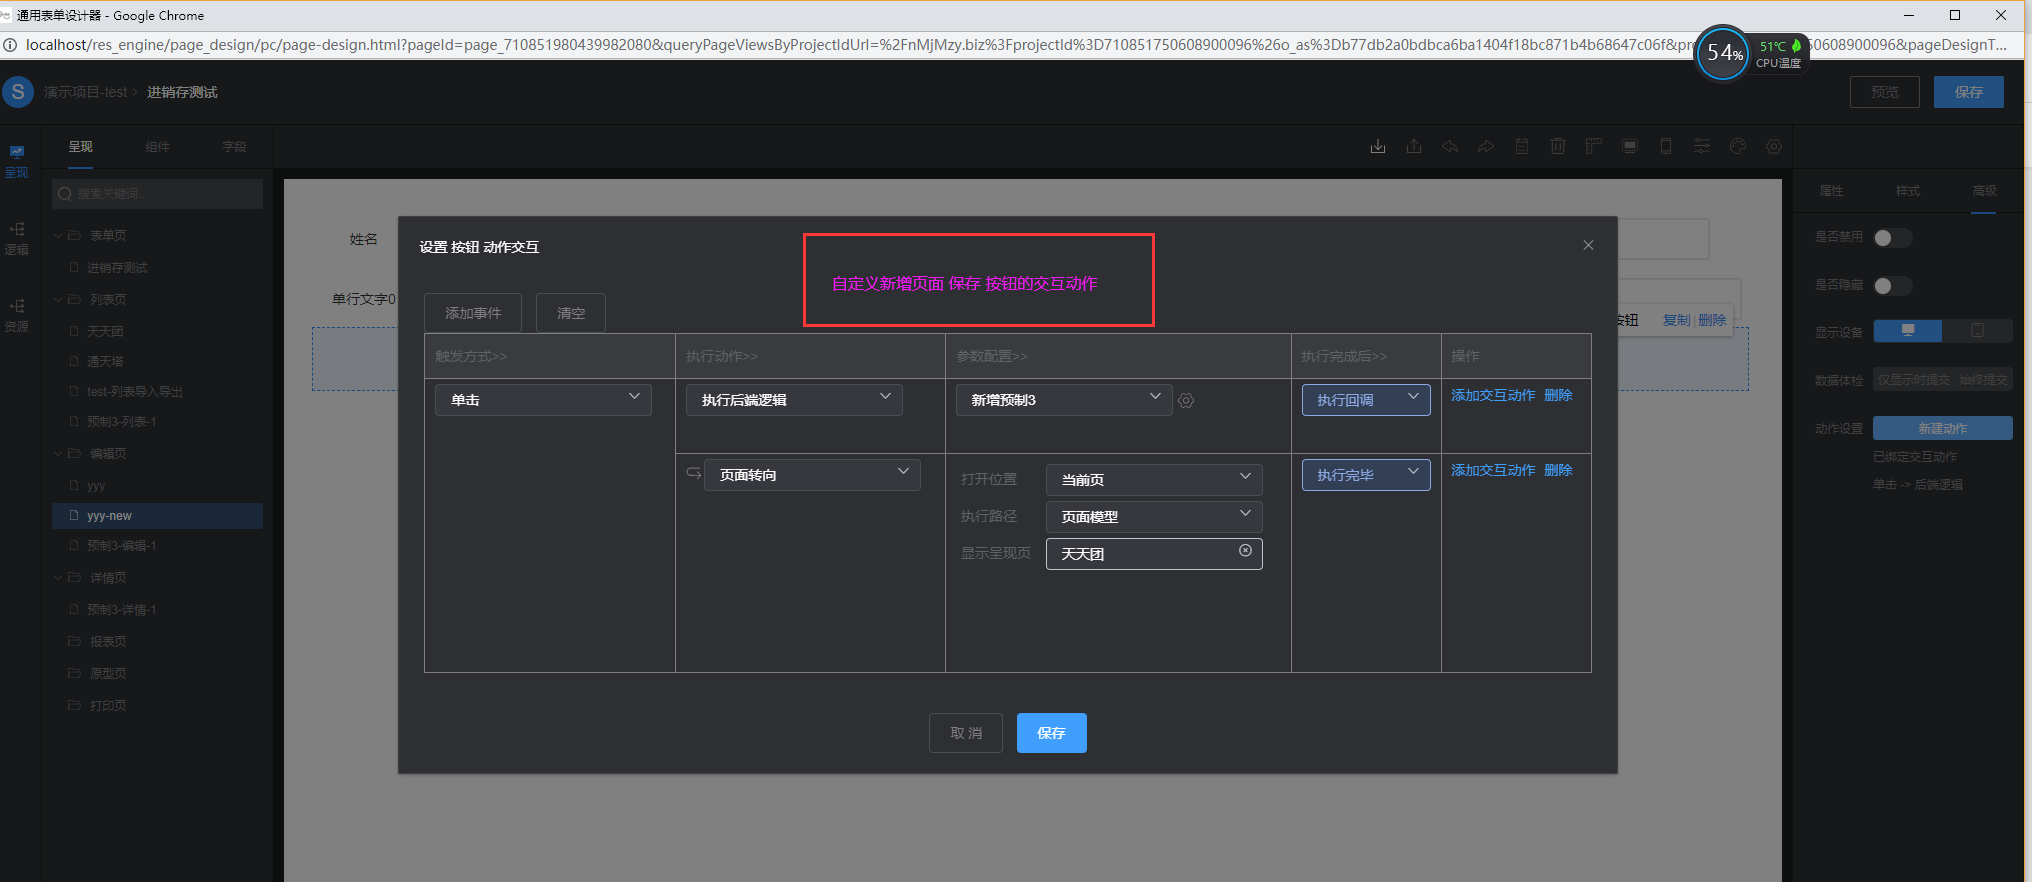 通用表单设计器 - Google Chrome
localhost/res_engine/page_design/pc/page-design.html?pageId=page_710851980439982080&queryPageViewsByProjectIdUrl=%2FnMjMzy.biz%3FprojectId%3D710851750608900096%26o_as%3Db77db2a0bdbca6ba1404f18bc871b4b68647c06f&pr
50608900096&pageDesignT...
54%
51℃
CPU温度
S 演示项目-test > 进销存测试
预览 保存
呈现 组件 字段
呈现
逻辑
资源
搜索关键词...
表单页
进销存测试
列表页
天天团
通天塔
test-列表导入导出
预制3-列表-1
编辑页
yyy
yyy-new
预制3-编辑-1
详情页
预制3-详情-1
报表页
原型页
打印页
姓名
单行文字0
按钮 复制 | 删除
设置 按钮 动作交互
自定义新增页面 保存 按钮的交互动作
添加事件 清空
触发方式>> 执行动作>> 参数配置>> 执行完成后>> 操作
单击 执行后端逻辑 新增预制3 执行回调 添加交互动作 删除
页面转向 打开位置 当前页 执行完毕 添加交互动作 删除
执行路径 页面模型
显示呈现页 天天团
取 消 保存
属性 样式 高级
是否禁用
是否隐藏
显示设备
数据体检 仅显示时提交 始终提交
动作设置 新建动作
已绑定交互动作
单击 -> 后端逻辑